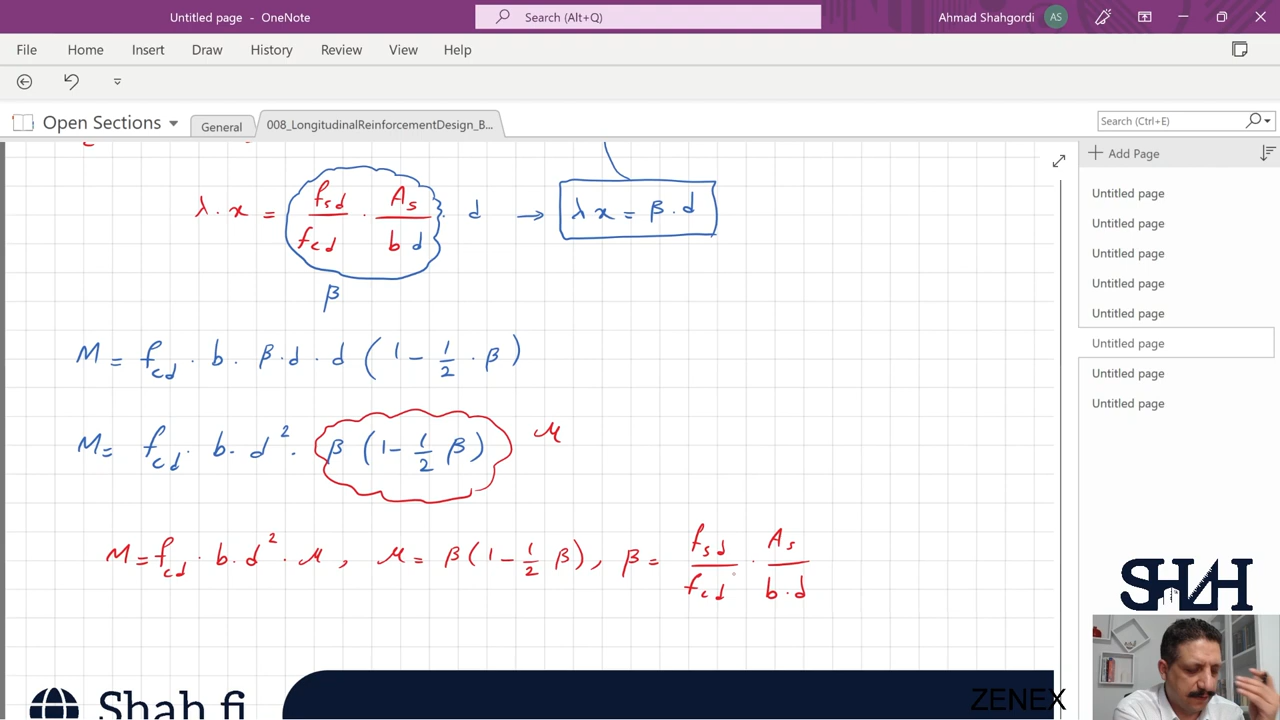 Untitled page - OneNote
Search (Alt+Q)
Ahmad Shahgordi
AS
File Home Insert Draw History Review View Help
Open Sections
General
008_LongitudinalReinforcementDesign_B...
Search (Ctrl+E)
Add Page
Untitled page
Untitled page
Untitled page
Untitled page
Untitled page
Untitled page
Untitled page
Untitled page
λ · x = fsd/fcd · As/(b d) · d → λx = β · d
β
M = fcd · b · β · d · d (1 - 1/2 · β)
M = fcd · b · d² · β (1 - 1/2 β) μ
M = fcd · b · d² · μ , μ = β(1 - 1/2 β), β = fsd/fcd · As/(b · d)
SHAH
Shah fi
ZENEX